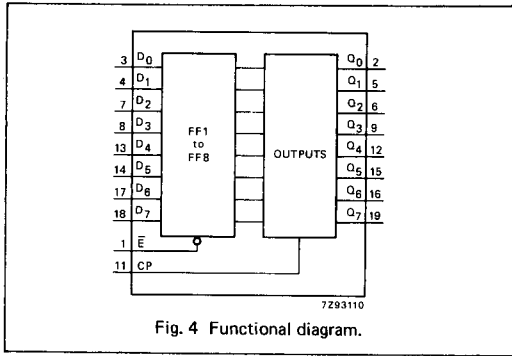 3 D0 Q0 2
4 D1 Q1 5
7 D2 Q2 6
8 D3 FF1 Q3 9
13 D4 to OUTPUTS Q4 12
14 D5 FF8 Q5 15
17 D6 Q6 16
18 D7 Q7 19
1 E̅
11 CP
7Z93110
Fig. 4 Functional diagram.